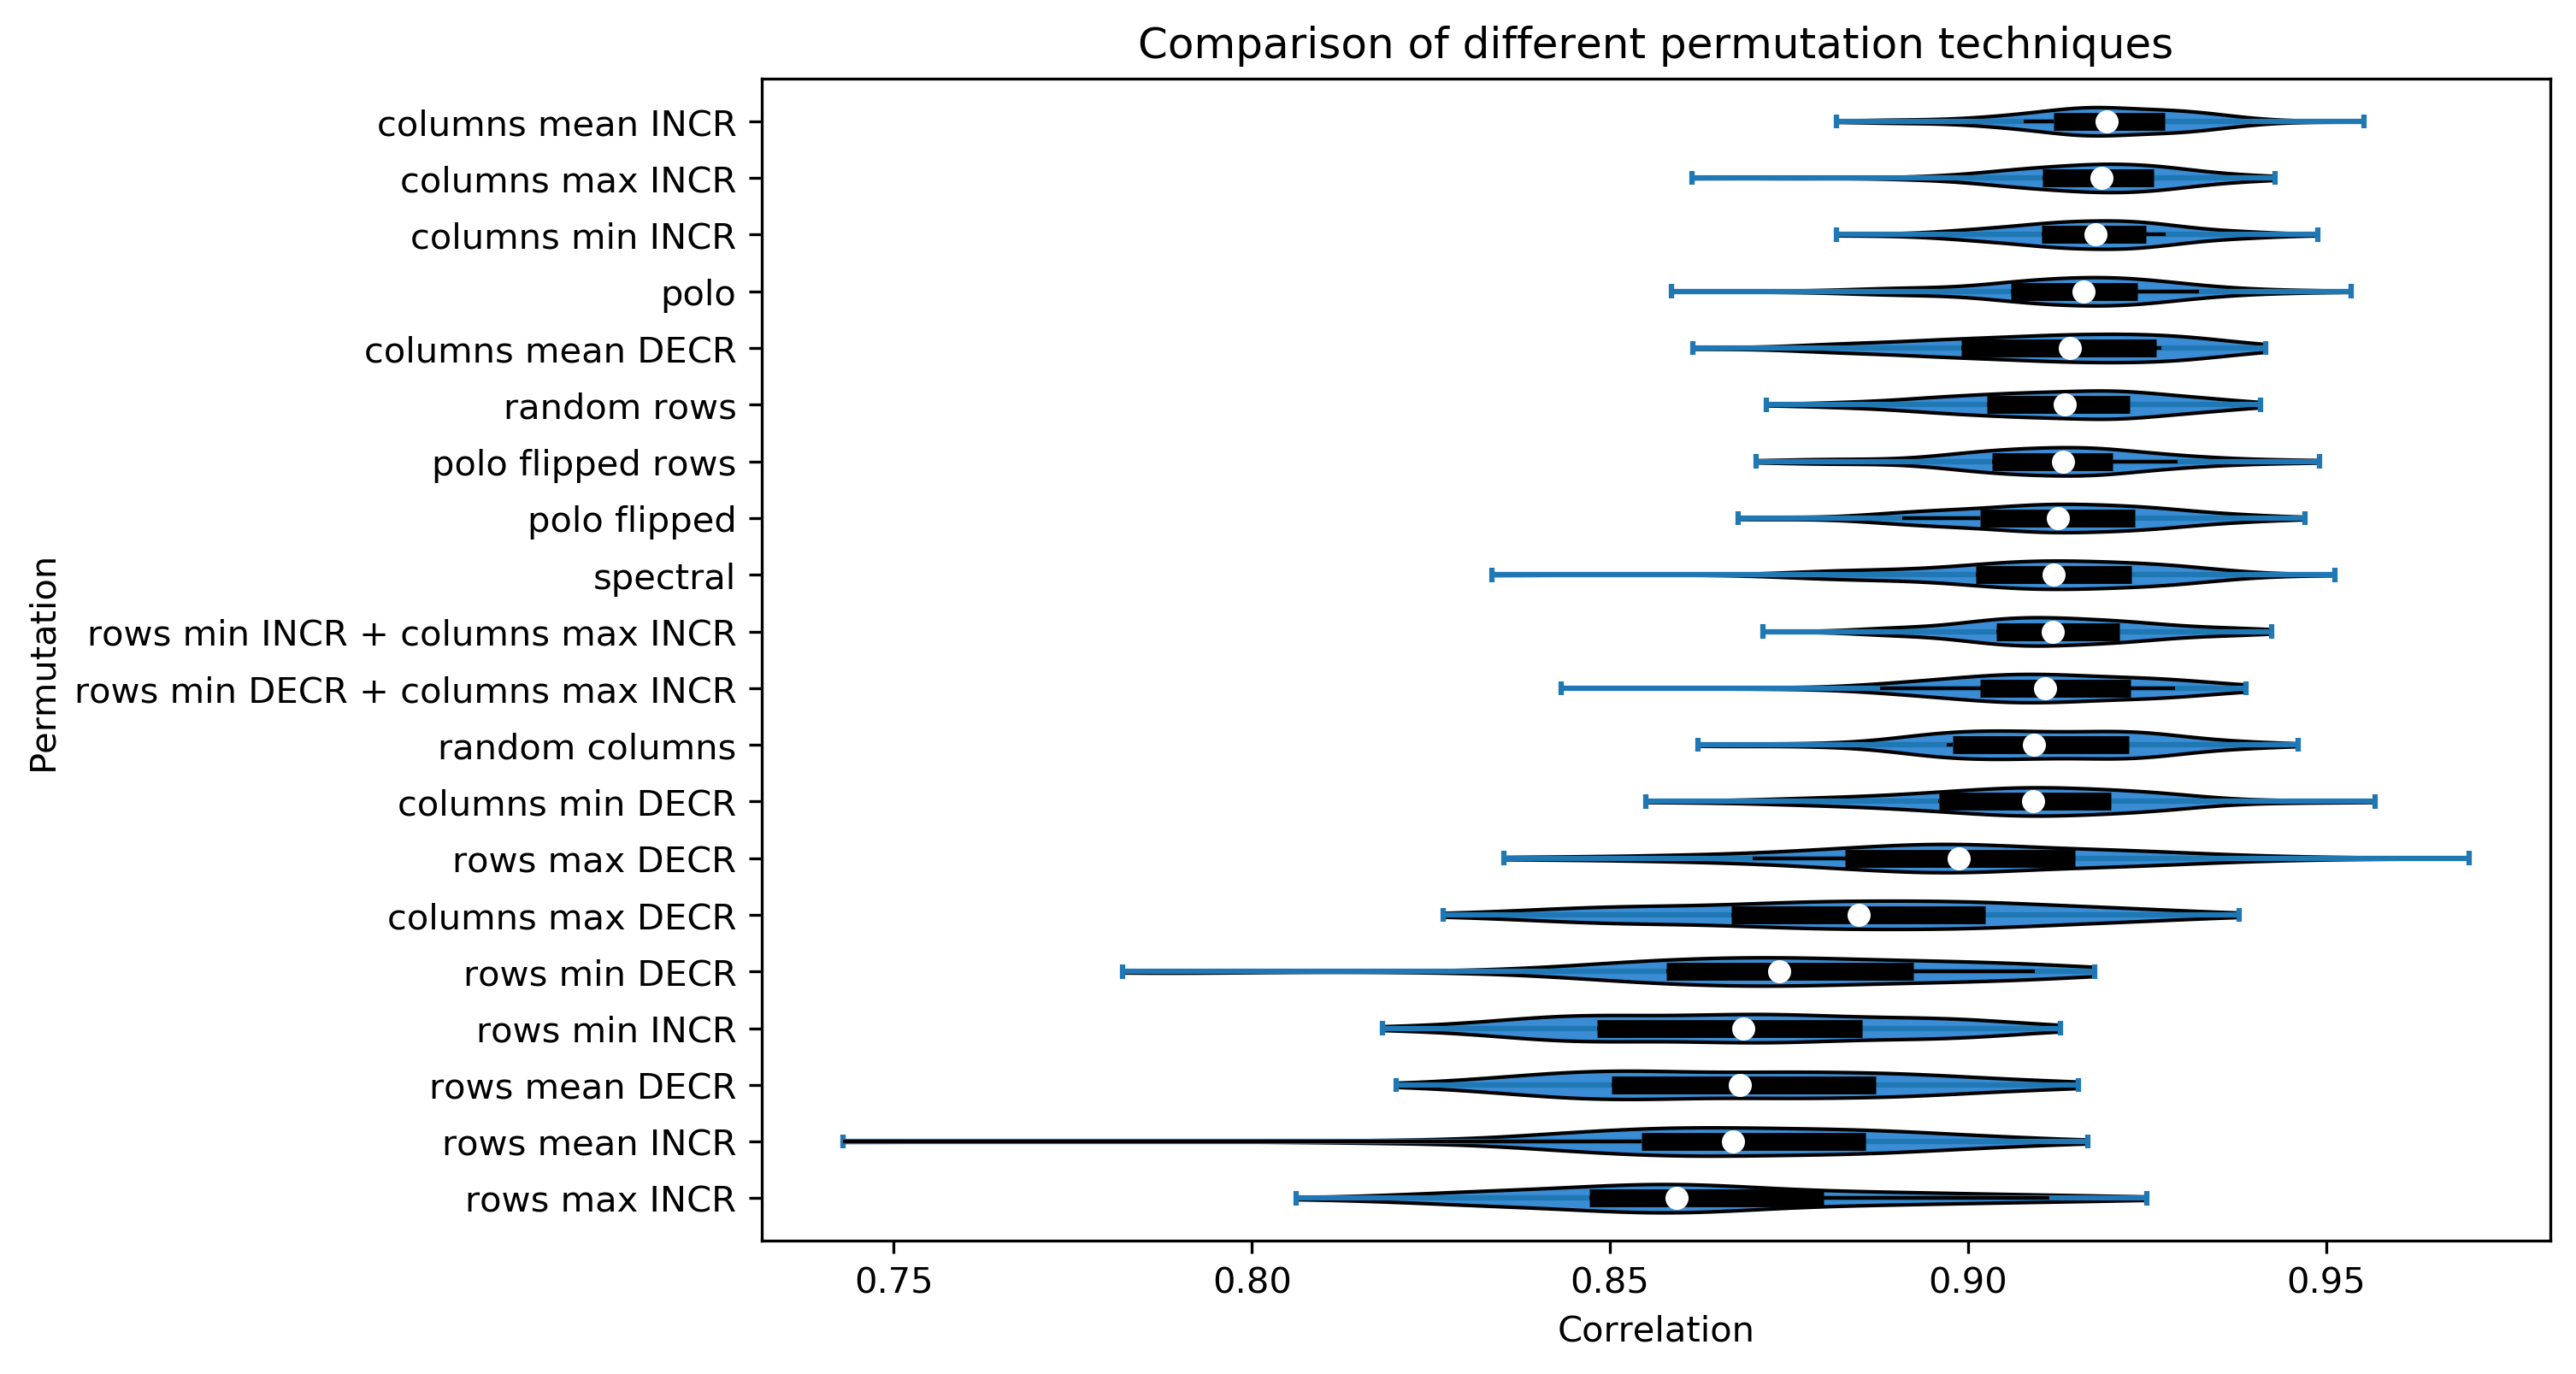 Comparison of different permutation techniques
Permutation
columns mean INCR
columns max INCR
columns min INCR
polo
columns mean DECR
random rows
polo flipped rows
polo flipped
spectral
rows min INCR + columns max INCR
rows min DECR + columns max INCR
random columns
columns min DECR
rows max DECR
columns max DECR
rows min DECR
rows min INCR
rows mean DECR
rows mean INCR
rows max INCR
0.75 0.80 0.85 0.90 0.95
Correlation